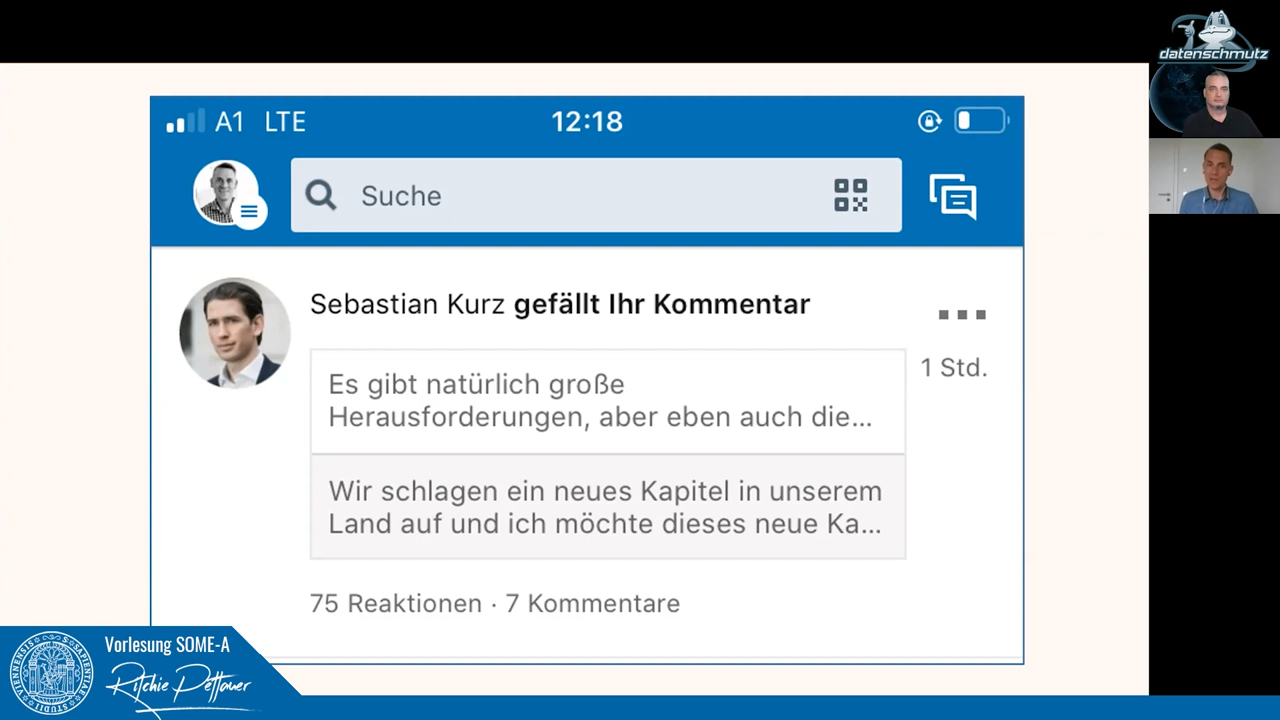 datenschmutz
A1 LTE
12:18
Suche
Sebastian Kurz gefällt Ihr Kommentar
1 Std.
Es gibt natürlich große
Herausforderungen, aber eben auch die...
Wir schlagen ein neues Kapitel in unserem
Land auf und ich möchte dieses neue Ka...
75 Reaktionen · 7 Kommentare
Vorlesung SOME-A
Ritchie Pettauer